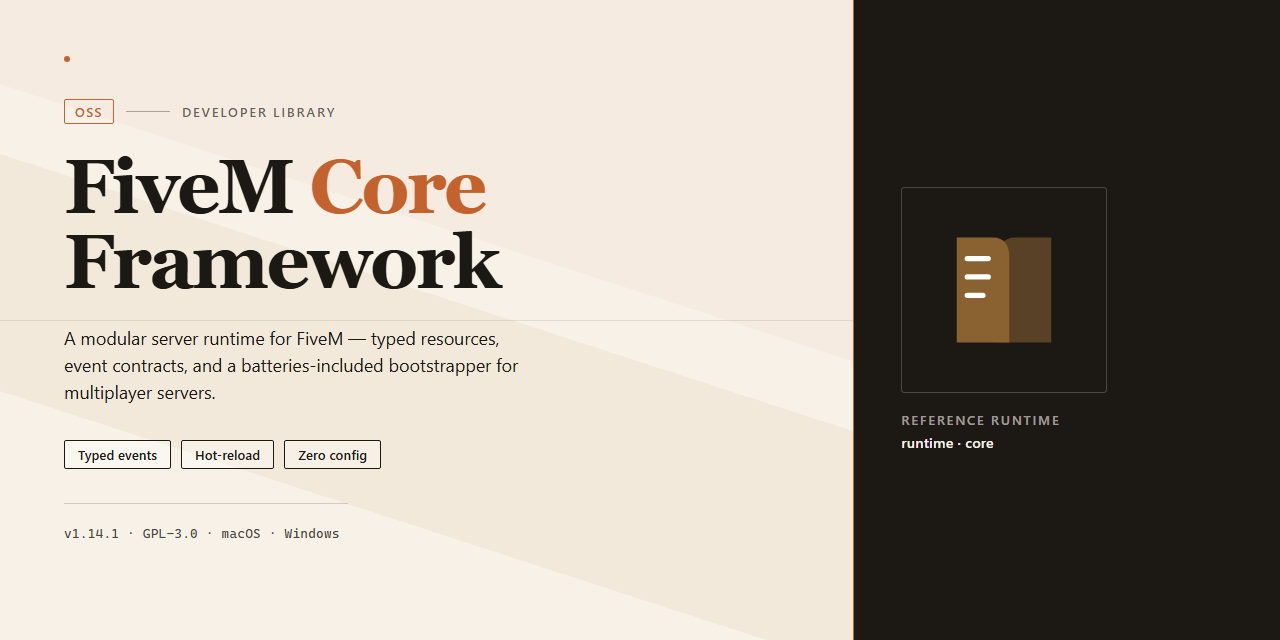 OSS
DEVELOPER LIBRARY
FiveM Core
Framework
A modular server runtime for FiveM — typed resources,
event contracts, and a batteries-included bootstrapper for
multiplayer servers.
Typed events
Hot-reload
Zero config
v1.14.1 · GPL-3.0 · macOS · Windows
REFERENCE RUNTIME
runtime · core